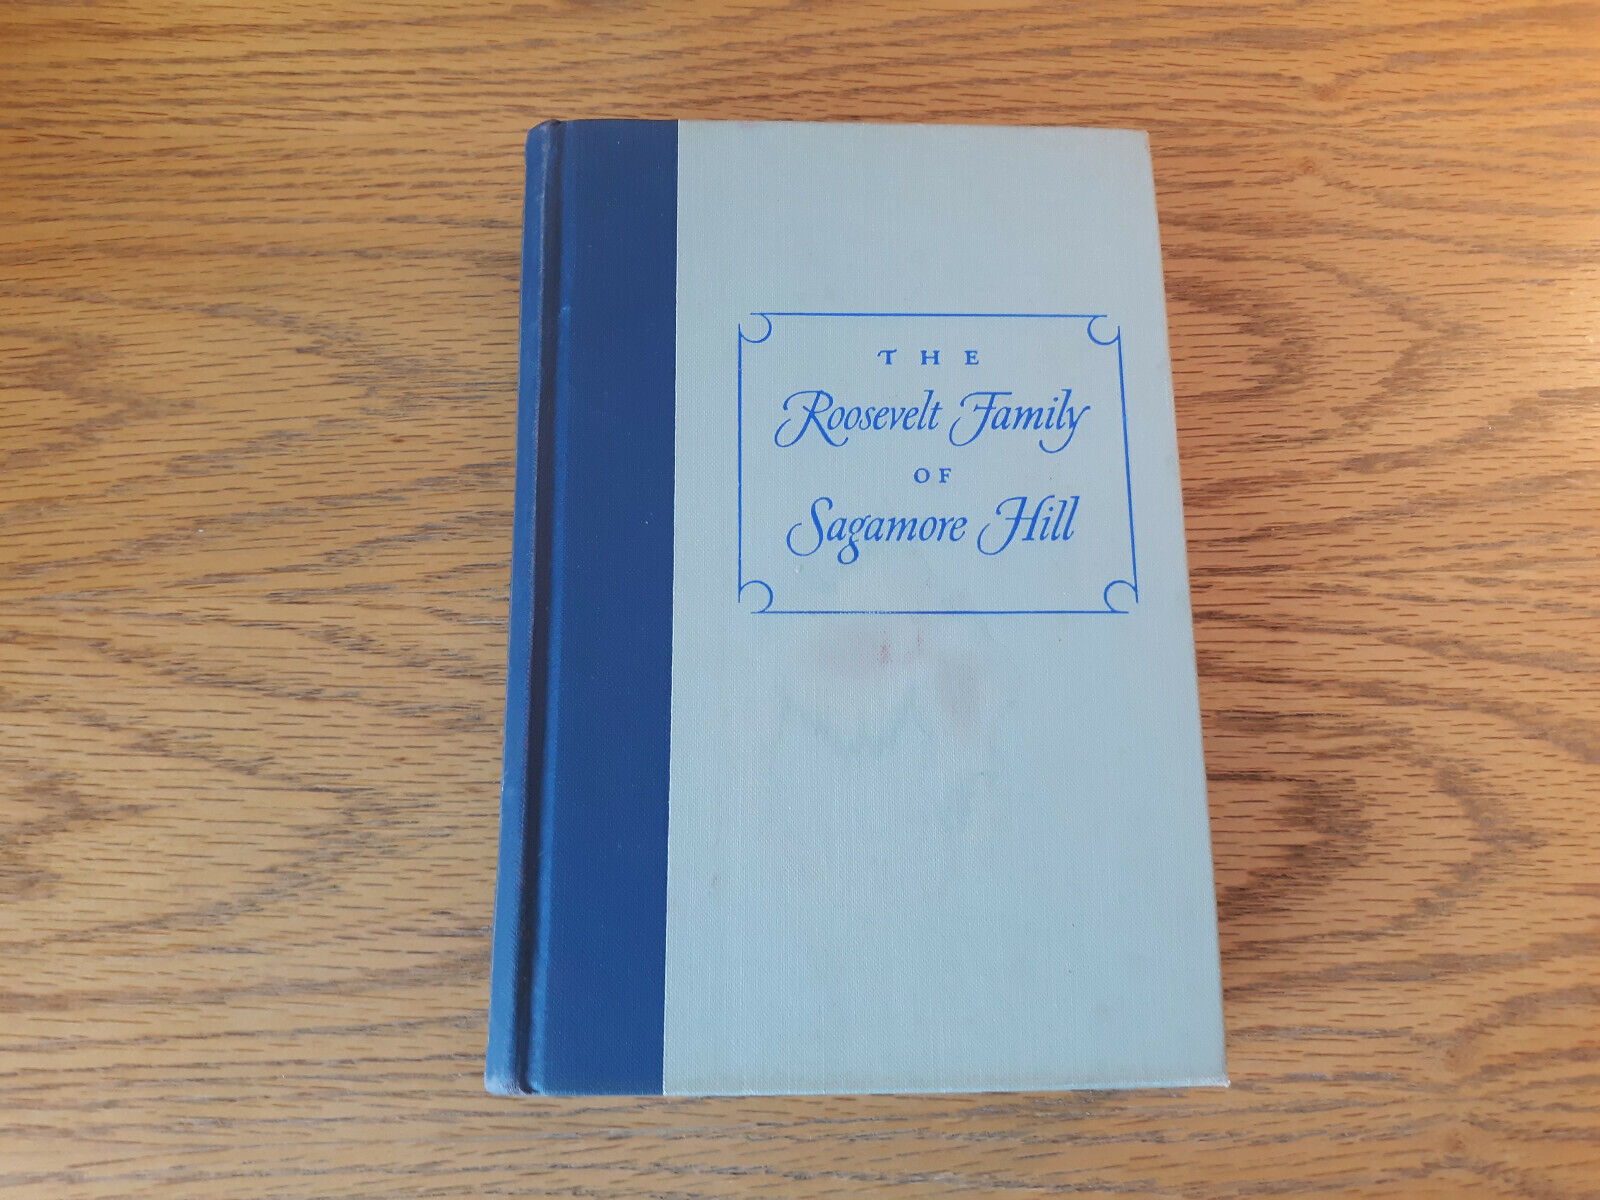 THE
Roosevelt Family
OF
Sagamore Hill